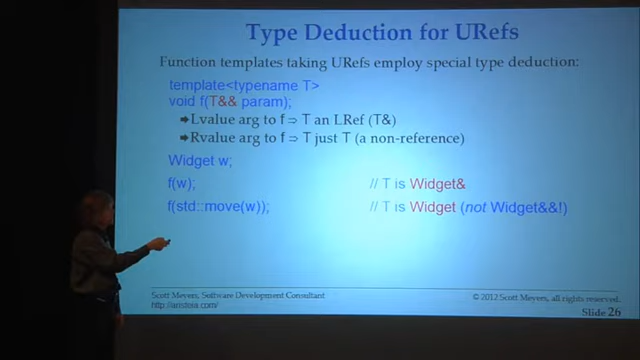 Type Deduction for URefs
Function templates taking URefs employ special type deduction:
template<typename T>
void f(T&& param);
➔Lvalue arg to f ⇒ T an LRef (T&)
➔Rvalue arg to f ⇒ T just T (a non-reference)
Widget w;
f(w); // T is Widget&
f(std::move(w)); // T is Widget (not Widget&&!)
Scott Meyers, Software Development Consultant © 2012 Scott Meyers, all rights reserved.
http://aristeia.com/
Slide 26